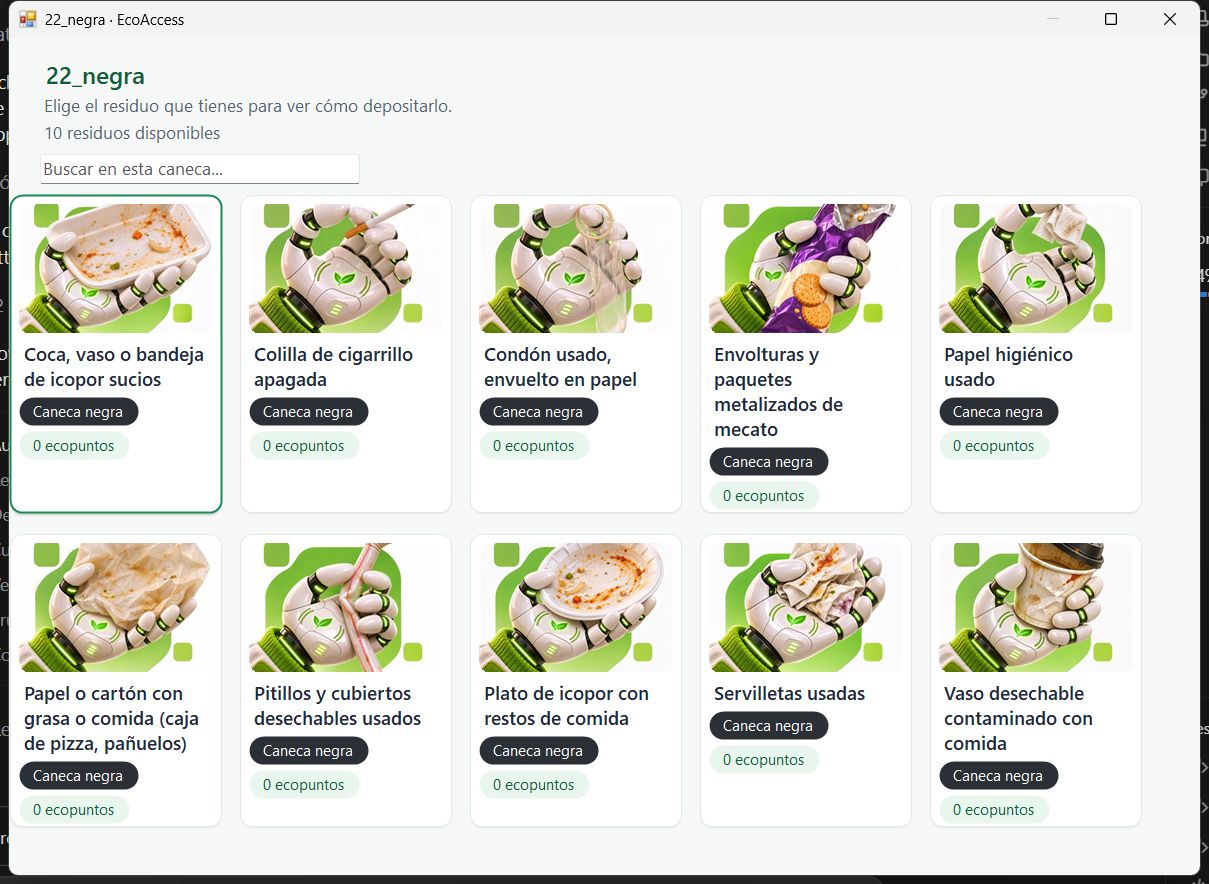 22_negra · EcoAccess
22_negra
Elige el residuo que tienes para ver cómo depositarlo.
10 residuos disponibles
Buscar en esta caneca...
Coca, vaso o bandeja
de icopor sucios
Caneca negra
0 ecopuntos
Colilla de cigarrillo
apagada
Caneca negra
0 ecopuntos
Condón usado,
envuelto en papel
Caneca negra
0 ecopuntos
Envolturas y
paquetes
metalizados de
mecato
Caneca negra
0 ecopuntos
Papel higiénico
usado
Caneca negra
0 ecopuntos
Papel o cartón con
grasa o comida (caja
de pizza, pañuelos)
Caneca negra
0 ecopuntos
Pitillos y cubiertos
desechables usados
Caneca negra
0 ecopuntos
Plato de icopor con
restos de comida
Caneca negra
0 ecopuntos
Servilletas usadas
Caneca negra
0 ecopuntos
Vaso desechable
contaminado con
comida
Caneca negra
0 ecopuntos